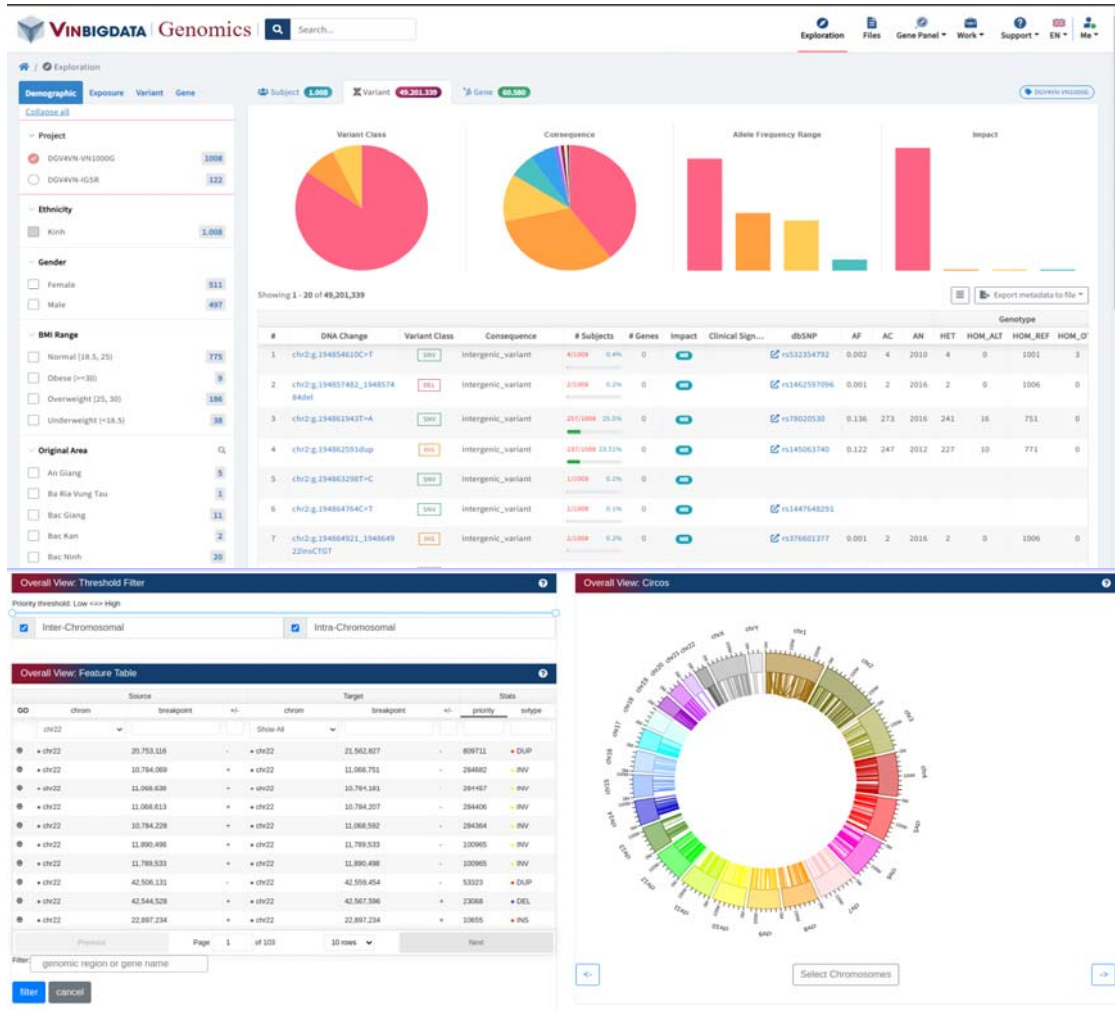 VINBIGDATA Genomics
Search...
Exploration Files Gene Panel Work Support EN Me
/ Exploration
Demographic Exposure Variant Gene
Subject 1.008 Variant 49.201.339 Gene 60.580
DGV4VN-VN1000G
Collapse all
Project
DGV4VN-VN1000G 1008
DGV4VN-IGSR 122
Ethnicity
Kinh 1.008
Gender
Female 511
Male 497
BMI Range
Normal [18.5, 25) 775
Obese (>=30) 9
Overweight [25, 30) 186
Underweight (<18.5) 38
Original Area
An Giang 5
Ba Ria Vung Tau 1
Bac Giang 11
Bac Kan 2
Bac Ninh 20
Variant Class Consequence Allele Frequency Range Impact
Showing 1 - 20 of 49,201,339
Export metadata to file
Genotype
# DNA Change Variant Class Consequence # Subjects # Genes Impact Clinical Sign... dbSNP AF AC AN HET HOM_ALT HOM_REF HOM_O
1 chr2:g.194854610C>T SNV intergenic_variant 4/1008 0.4% 0 rs532354792 0.002 4 2010 4 0 1001 3
2 chr2:g.194857482_1948574 DEL intergenic_variant 2/1008 0.2% 0 rs1462597096 0.001 2 2016 2 0 1006 0
84del
3 chr2:g.194861943T>A SNV intergenic_variant 257/1008 25.5% 0 rs78020530 0.136 273 2016 241 16 751 0
4 chr2:g.194862591dup INS intergenic_variant 237/1008 23.51% 0 rs145063740 0.122 247 2012 227 10 771 0
5 chr2:g.194863298T>C SNV intergenic_variant 1/1008 0.1% 0
6 chr2:g.194864764C>T SNV intergenic_variant 1/1008 0.1% 0 rs1447648291
7 chr2:g.194864921_1948649 INS intergenic_variant 2/1008 0.2% 0 rs376601377 0.001 2 2016 2 0 1006 0
22insCTGT
Overall View: Threshold Filter
Priority threshold: Low <=> High
Inter-Chromosomal Intra-Chromosomal
Overall View: Feature Table
Source Target Stats
GO chrom breakpoint +/- chrom breakpoint +/- priority svtype
chr22 Show All
chr22 20,753,116 - chr22 21,562,827 - 809711 DUP
chr22 10,784,069 + chr22 11,068,751 - 284682 INV
chr22 11,068,638 - chr22 10,784,181 - 284457 INV
chr22 11,068,613 + chr22 10,784,207 - 284406 INV
chr22 10,784,228 + chr22 11,068,592 - 284364 INV
chr22 11,890,498 - chr22 11,789,533 - 100965 INV
chr22 11,789,533 + chr22 11,890,498 - 100965 INV
chr22 42,506,131 - chr22 42,559,454 - 53323 DUP
chr22 42,544,528 + chr22 42,567,596 + 23068 DEL
chr22 22,897,234 + chr22 22,897,234 + 10655 INS
Previous Page 1 of 103 10 rows Next
Filter: genomic region or gene name
filter cancel
Overall View: Circos
chr1
chr2
chr3
chr4
chr5
chr6
chr7
chr8
chr9
chr10
chr11
chr12
chr13
chr14
chr15
chr16
chr17
chr18
chr19
chr20
chr21
chr22
chrX
chrY
<- Select Chromosomes ->